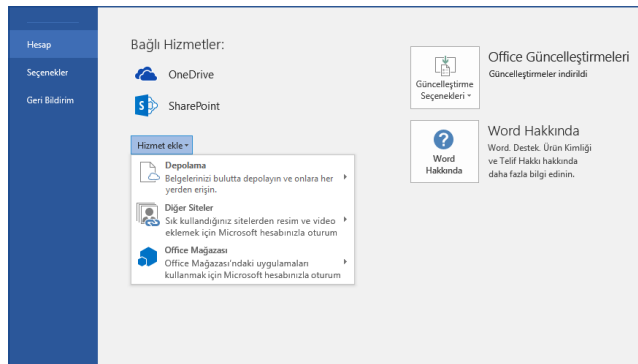 Hesap
Seçenekler
Geri Bildirim
Bağlı Hizmetler:
OneDrive
SharePoint
Hizmet ekle
Depolama
Belgelerinizi bulutta depolayın ve onlara her
yerden erişin.
Diğer Siteler
Sık kullandığınız sitelerden resim ve video
eklemek için Microsoft hesabınızla oturum
Office Mağazası
Office Mağazası'ndaki uygulamaları
kullanmak için Microsoft hesabınızla oturum
Güncelleştirme
Seçenekleri
Office Güncelleştirmeleri
Güncelleştirmeler indirildi
Word
Hakkında
Word Hakkında
Word. Destek. Ürün Kimliği
ve Telif Hakkı hakkında
daha fazla bilgi edinin.